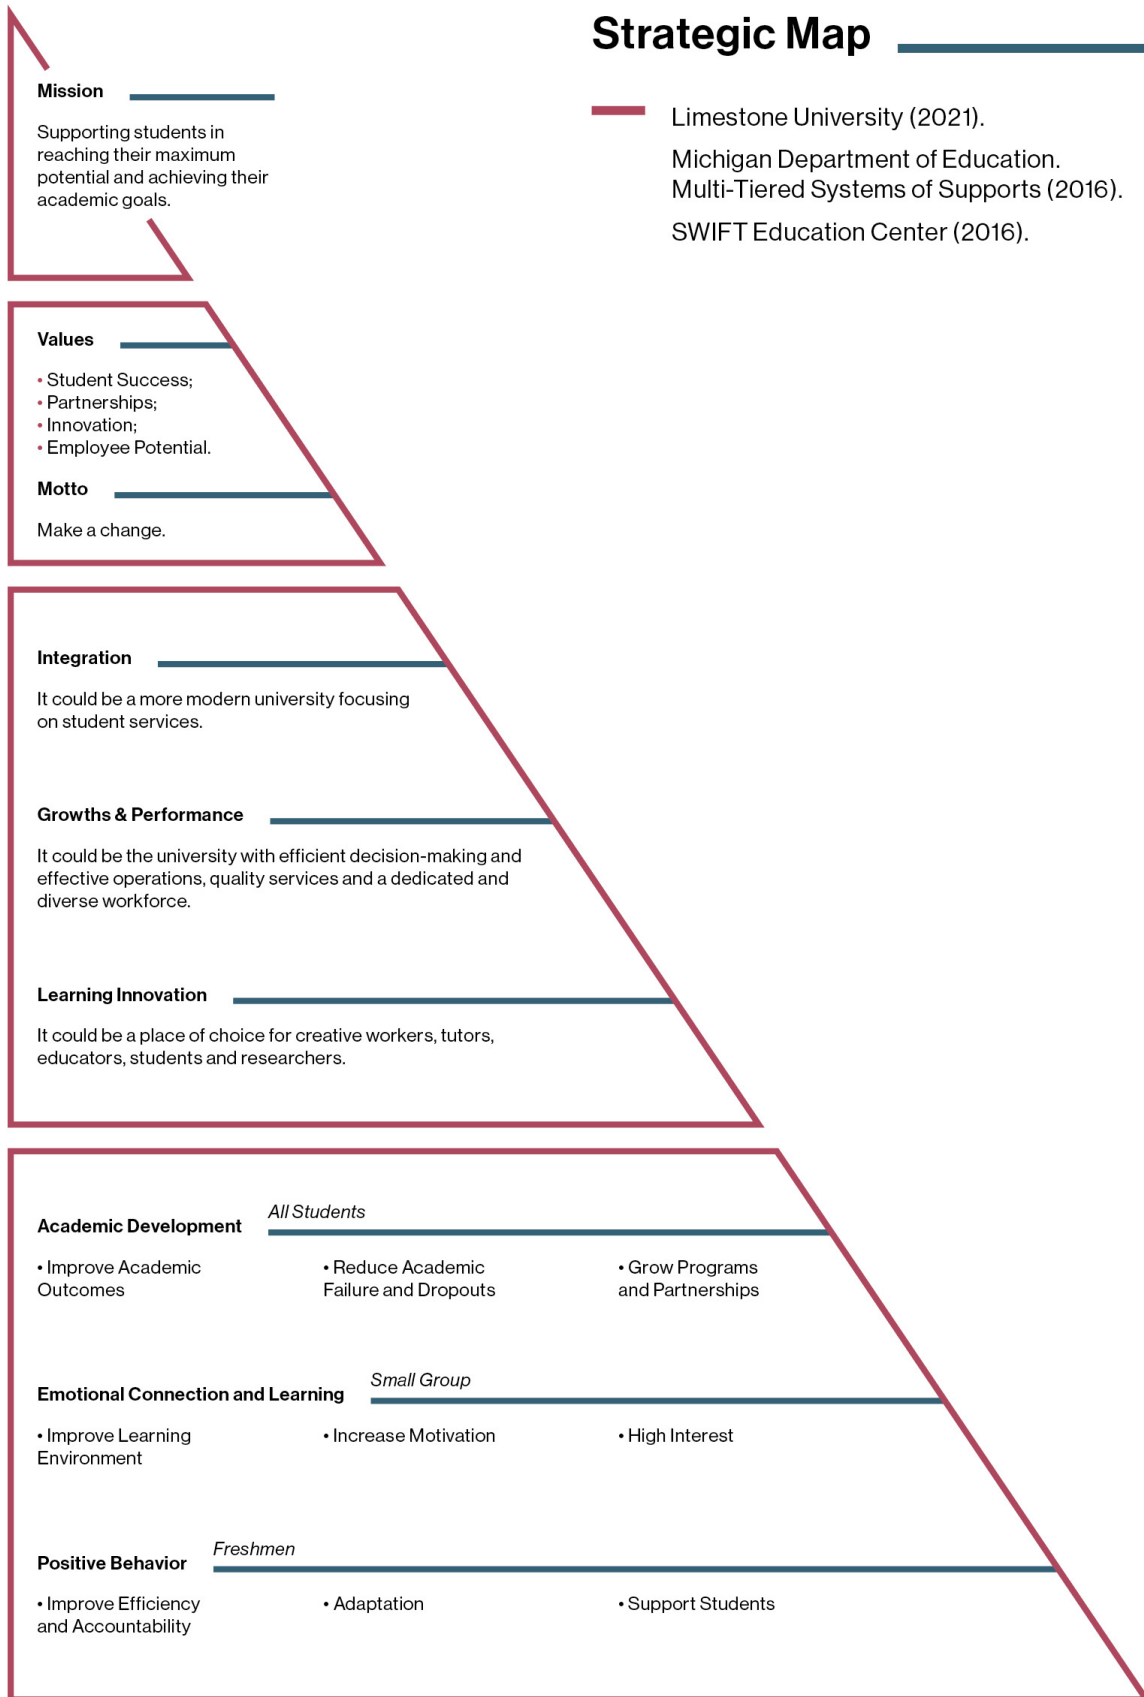 Strategic Map
Limestone University (2021).
Michigan Department of Education.
Multi-Tiered Systems of Supports (2016).
SWIFT Education Center (2016).
Mission
Supporting students in
reaching their maximum
potential and achieving their
academic goals.
Values
• Student Success;
• Partnerships;
• Innovation;
• Employee Potential.
Motto
Make a change.
Integration
It could be a more modern university focusing
on student services.
Growths & Performance
It could be the university with efficient decision-making and
effective operations, quality services and a dedicated and
diverse workforce.
Learning Innovation
It could be a place of choice for creative workers, tutors,
educators, students and researchers.
Academic Development
All Students
• Improve Academic
Outcomes
• Reduce Academic
Failure and Dropouts
• Grow Programs
and Partnerships
Emotional Connection and Learning
Small Group
• Improve Learning
Environment
• Increase Motivation
• High Interest
Positive Behavior
Freshmen
• Improve Efficiency
and Accountability
• Adaptation
• Support Students